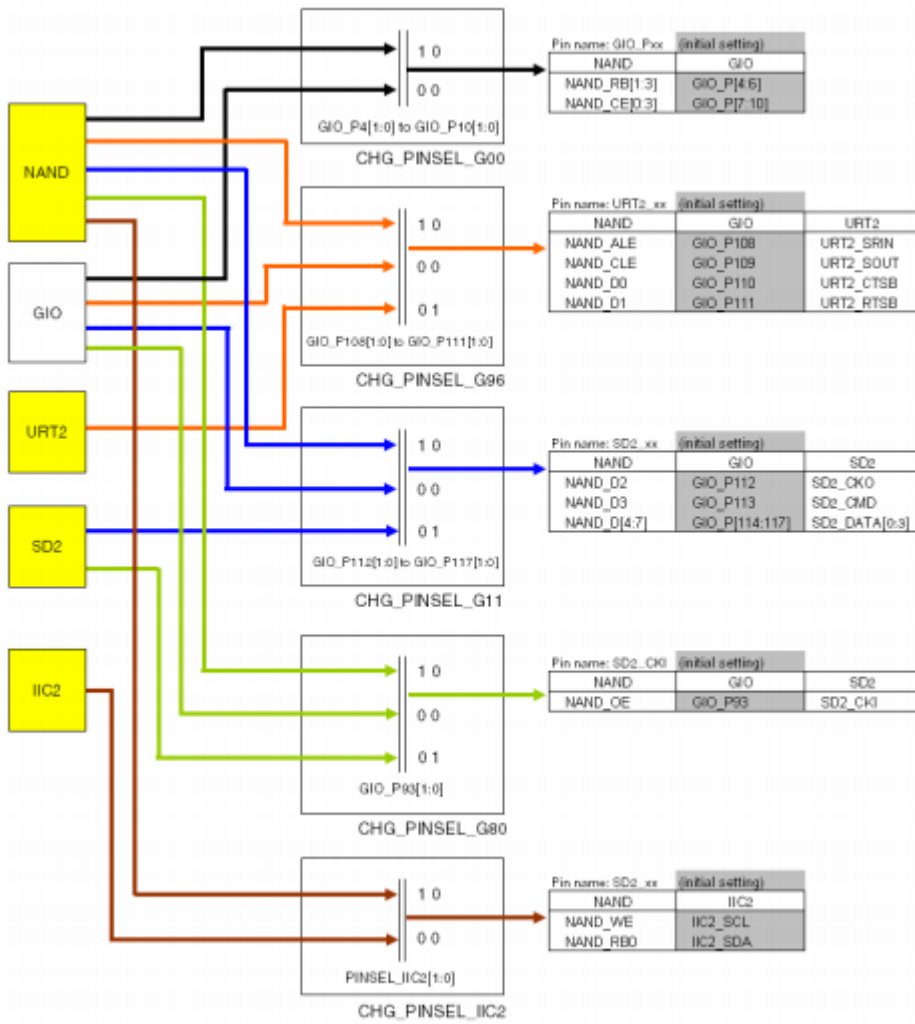 NAND
GIO
URT2
SD2
IIC2
1 0
0 0
GIO_P4[1:0] to GIO_P10[1:0]
CHG_PINSEL_G00
Pin name: GIO_Pxx (initial setting)
NAND GIO
NAND_RB[1:3] GIO_P[4:6]
NAND_CE[0:3] GIO_P[7:10]
1 0
0 0
0 1
GIO_P108[1:0] to GIO_P111[1:0]
CHG_PINSEL_G96
Pin name: URT2_xx (initial setting)
NAND GIO URT2
NAND_ALE GIO_P108 URT2_SRIN
NAND_CLE GIO_P109 URT2_SOUT
NAND_D0 GIO_P110 URT2_CTSB
NAND_D1 GIO_P111 URT2_RTSB
1 0
0 0
0 1
GIO_P112[1:0] to GIO_P117[1:0]
CHG_PINSEL_G11
Pin name: SD2_xx (initial setting)
NAND GIO SD2
NAND_D2 GIO_P112 SD2_CKO
NAND_D3 GIO_P113 SD2_CMD
NAND_D[4:7] GIO_P[114:117] SD2_DATA[0:3]
1 0
0 0
0 1
GIO_P93[1:0]
CHG_PINSEL_G80
Pin name: SD2_CKI (initial setting)
NAND GIO SD2
NAND_OE GIO_P93 SD2_CKI
1 0
0 0
PINSEL_IIC2[1:0]
CHG_PINSEL_IIC2
Pin name: SD2_xx (initial setting)
NAND IIC2
NAND_WE IIC2_SCL
NAND_RB0 IIC2_SDA